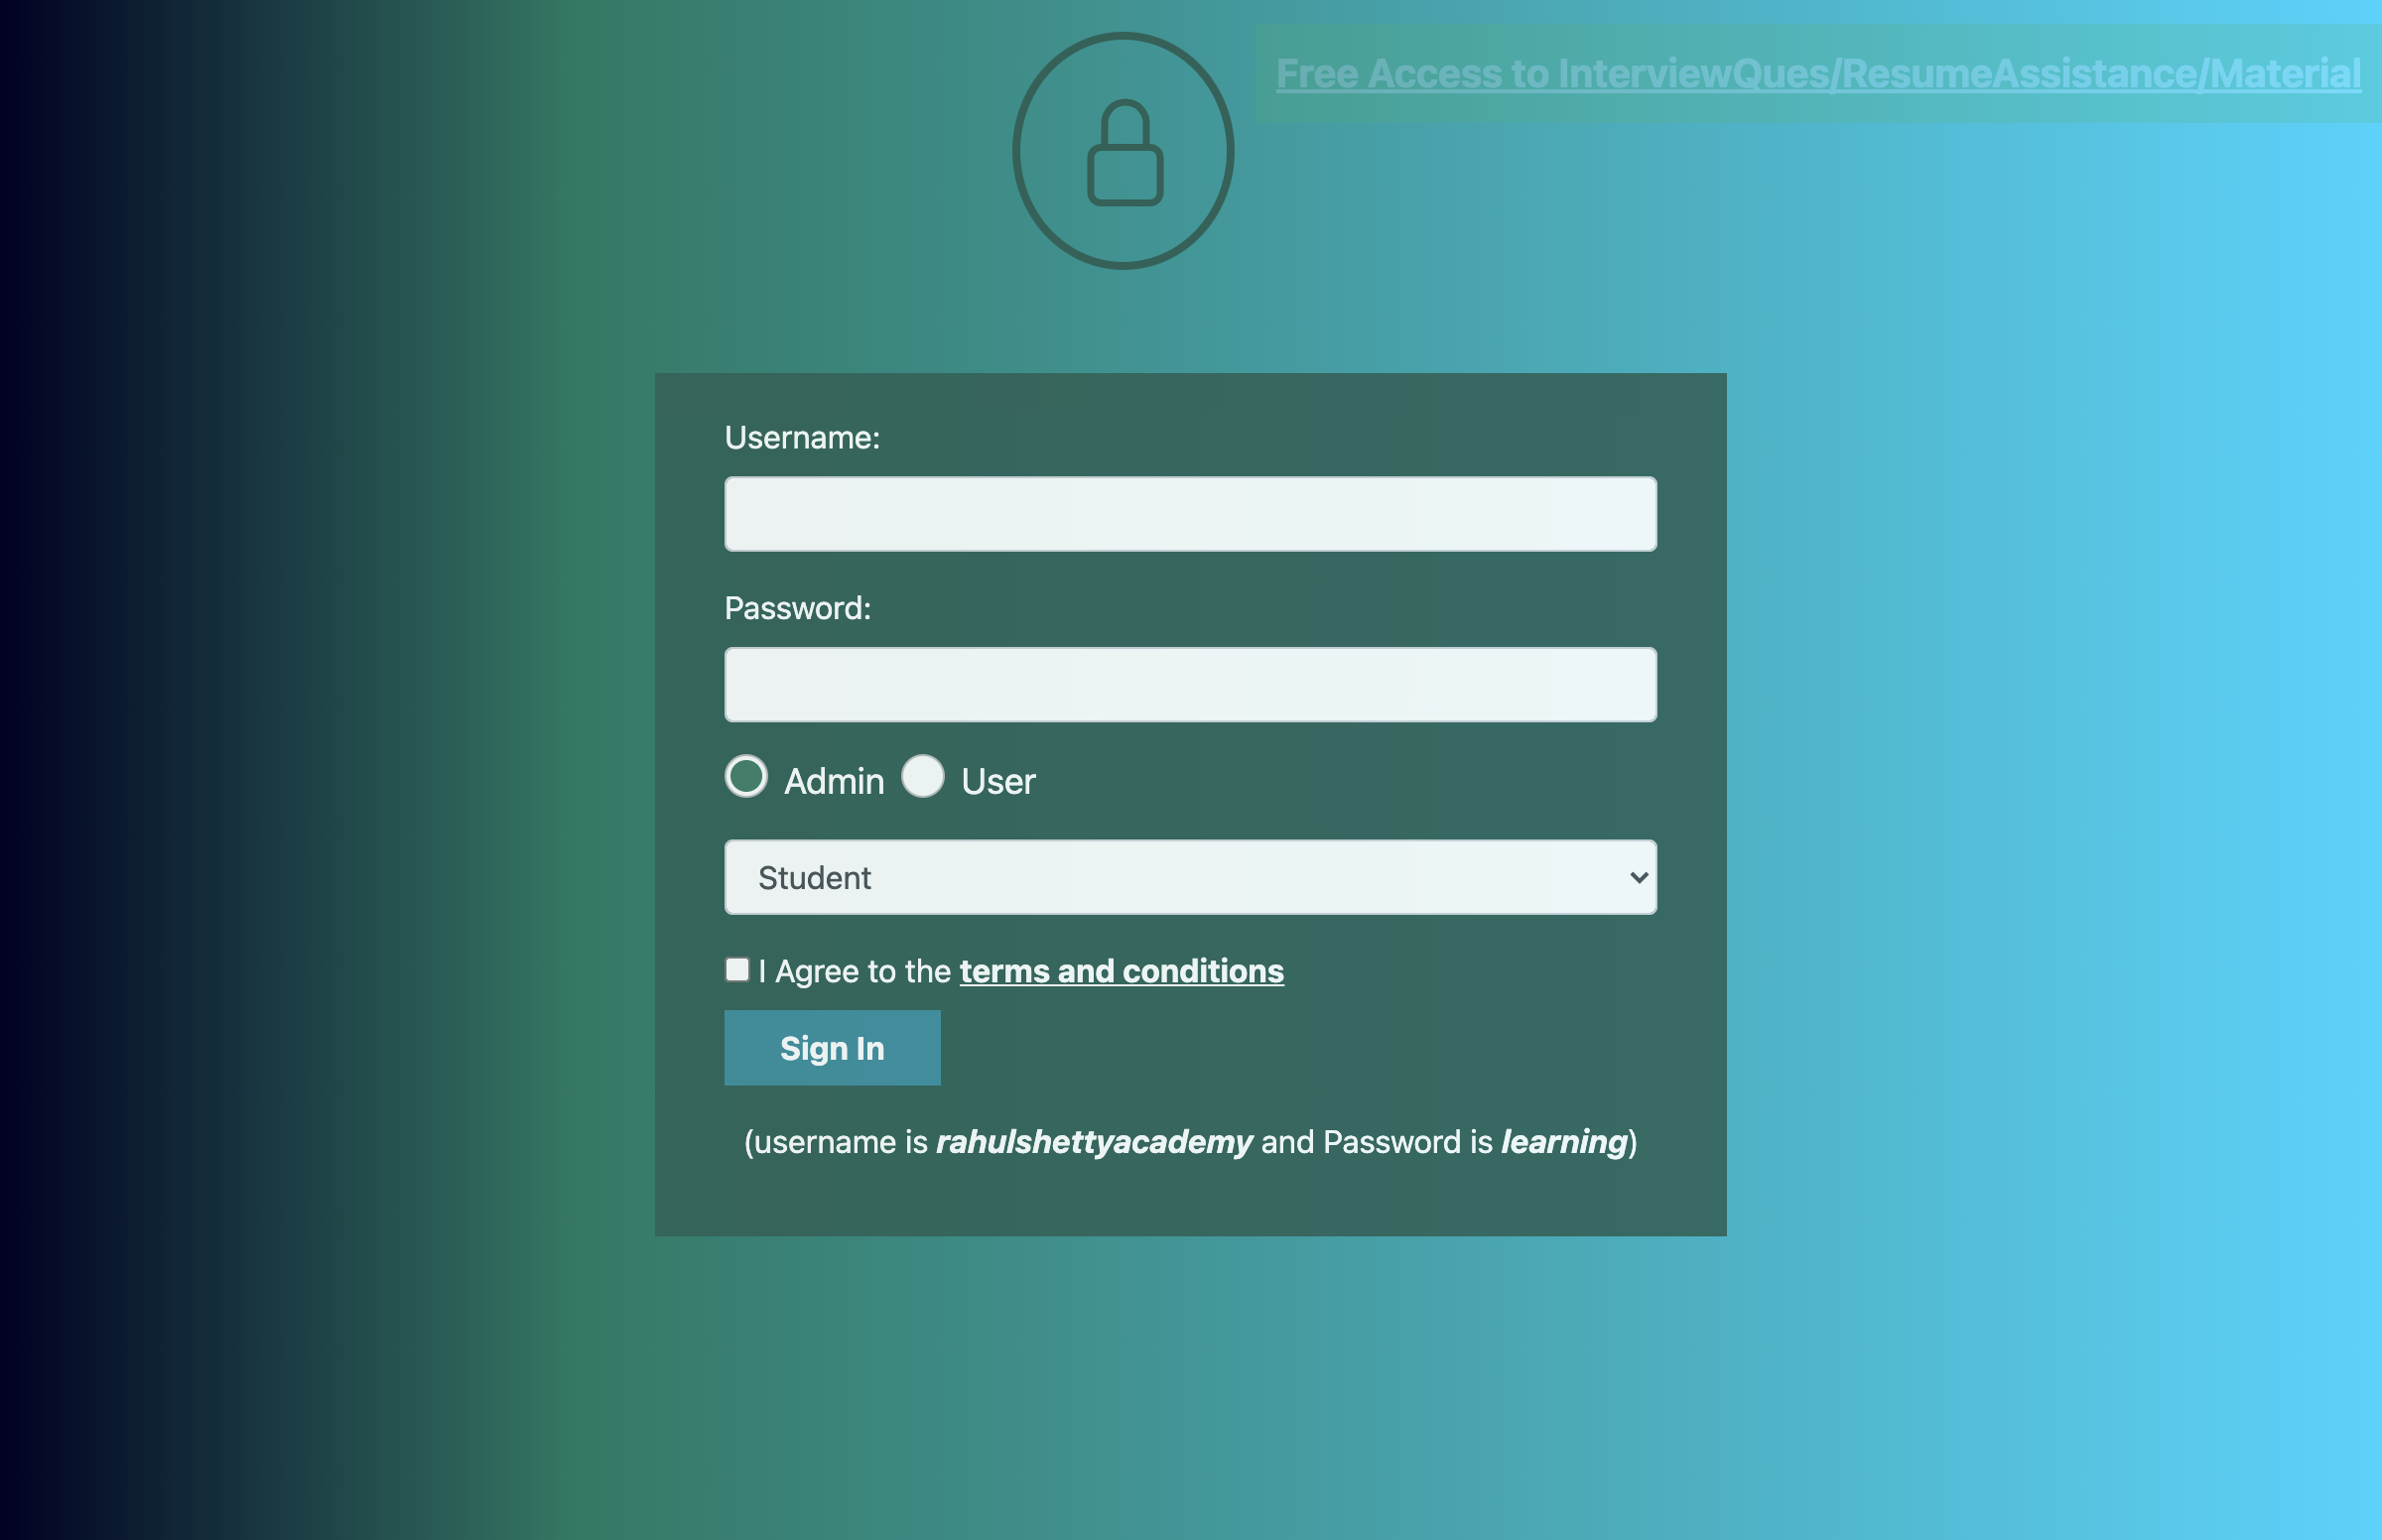 Free Access to InterviewQues/ResumeAssistance/Material
Username:
Password:
Admin User
Student
I Agree to the terms and conditions
Sign In
(username is rahulshettyacademy and Password is learning)